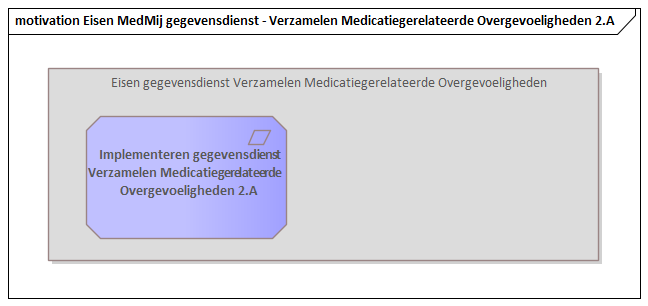 motivation Eisen MedMij gegevensdienst - Verzamelen Medicatiegerelateerde Overgevoeligheden 2.A
Eisen gegevensdienst Verzamelen Medicatiegerelateerde Overgevoeligheden
Implementeren gegevensdienst
Verzamelen Medicatiegerelateerde
Overgevoeligheden 2.A